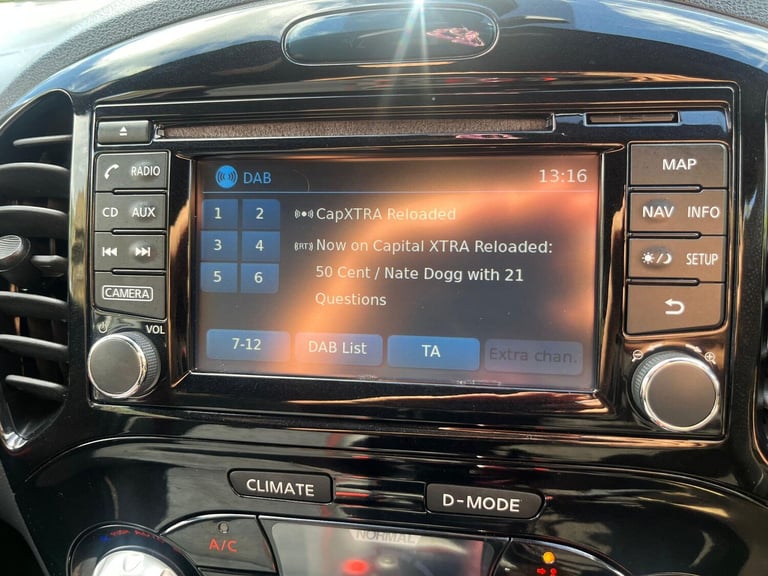 DAB
13:16
1 2
CapXTRA Reloaded
3 4
Now on Capital XTRA Reloaded:
5 6
50 Cent / Nate Dogg with 21
Questions
7-12
DAB List
TA
Extra chan.
RADIO
CD AUX
CAMERA
VOL
MAP
NAV INFO
SETUP
CLIMATE
D-MODE
A/C
NORMAL